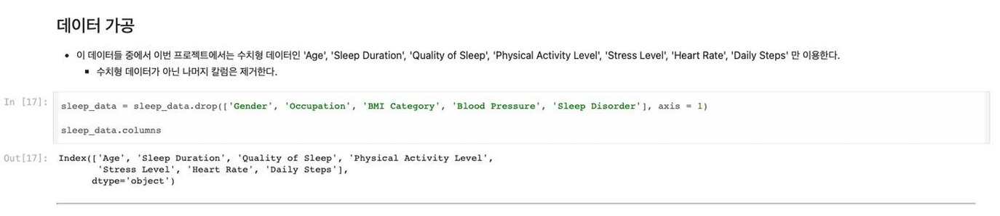 데이터 가공
이 데이터들 중에서 이번 프로젝트에서는 수치형 데이터인 'Age', 'Sleep Duration', 'Quality of Sleep', 'Physical Activity Level', 'Stress Level', 'Heart Rate', 'Daily Steps' 만 이용한다.
수치형 데이터가 아닌 나머지 칼럼은 제거한다.
In [17]: sleep_data = sleep_data.drop(['Gender', 'Occupation', 'BMI Category', 'Blood Pressure', 'Sleep Disorder'], axis = 1)
sleep_data.columns
Out[17]: Index(['Age', 'Sleep Duration', 'Quality of Sleep', 'Physical Activity Level',
'Stress Level', 'Heart Rate', 'Daily Steps'],
dtype='object')